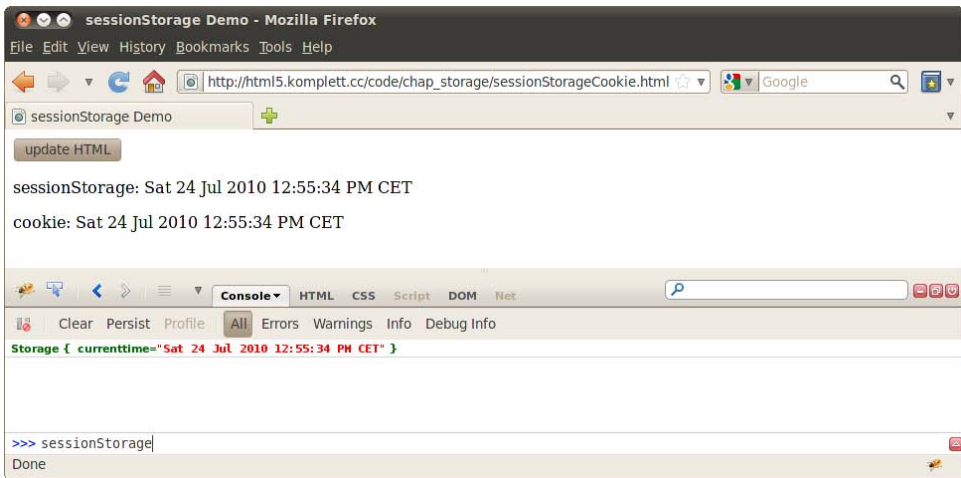 sessionStorage Demo - Mozilla Firefox
File Edit View History Bookmarks Tools Help
http://html5.komplett.cc/code/chap_storage/sessionStorageCookie.html Google
sessionStorage Demo
update HTML
sessionStorage: Sat 24 Jul 2010 12:55:34 PM CET
cookie: Sat 24 Jul 2010 12:55:34 PM CET
Console HTML CSS Script DOM Net
Clear Persist Profile All Errors Warnings Info Debug Info
Storage { currenttime="Sat 24 Jul 2010 12:55:34 PM CET" }
>>> sessionStorage
Done